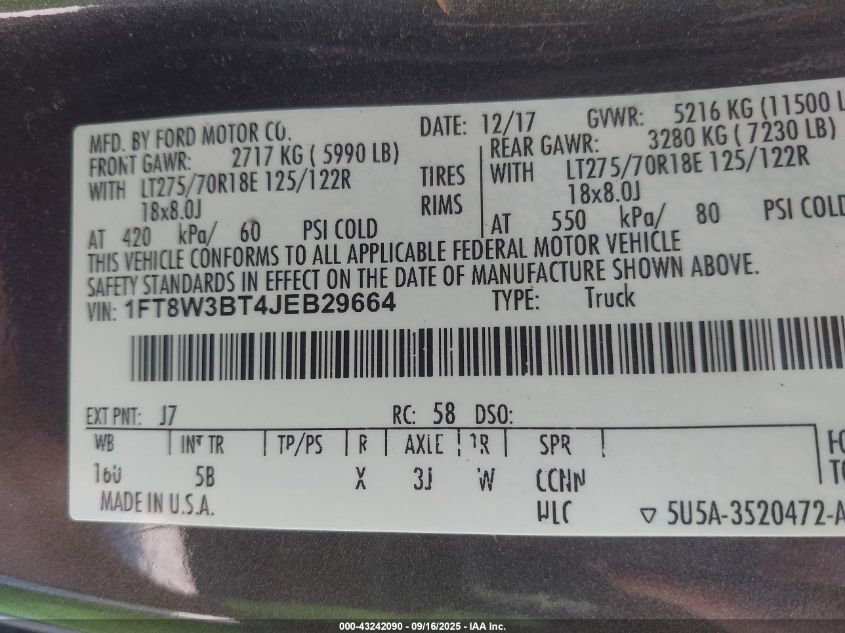 MFD. BY FORD MOTOR CO. DATE: 12/17 GVWR: 5216 KG (11500 L
FRONT GAWR: 2717 KG ( 5990 LB) REAR GAWR: 3280 KG ( 7230 LB)
WITH LT275/70R18E 125/122R TIRES WITH LT275/70R18E 125/122R
18x8.0J RIMS 18x8.0J
AT 420 kPa/ 60 PSI COLD AT 550 kPa/ 80 PSI COLD
THIS VEHICLE CONFORMS TO ALL APPLICABLE FEDERAL MOTOR VEHICLE
SAFETY STANDARDS IN EFFECT ON THE DATE OF MANUFACTURE SHOWN ABOVE.
VIN: 1FT8W3BT4JEB29664 TYPE: Truck
EXT PNT: J7 RC: 58 DSO:
WB INT TR TP/PS R AXLE TR SPR
160 5B X 3J W CCNN
MADE IN U.S.A. 5U5A-3520472-A
000-43242090 - 09/16/2025 - IAA Inc.